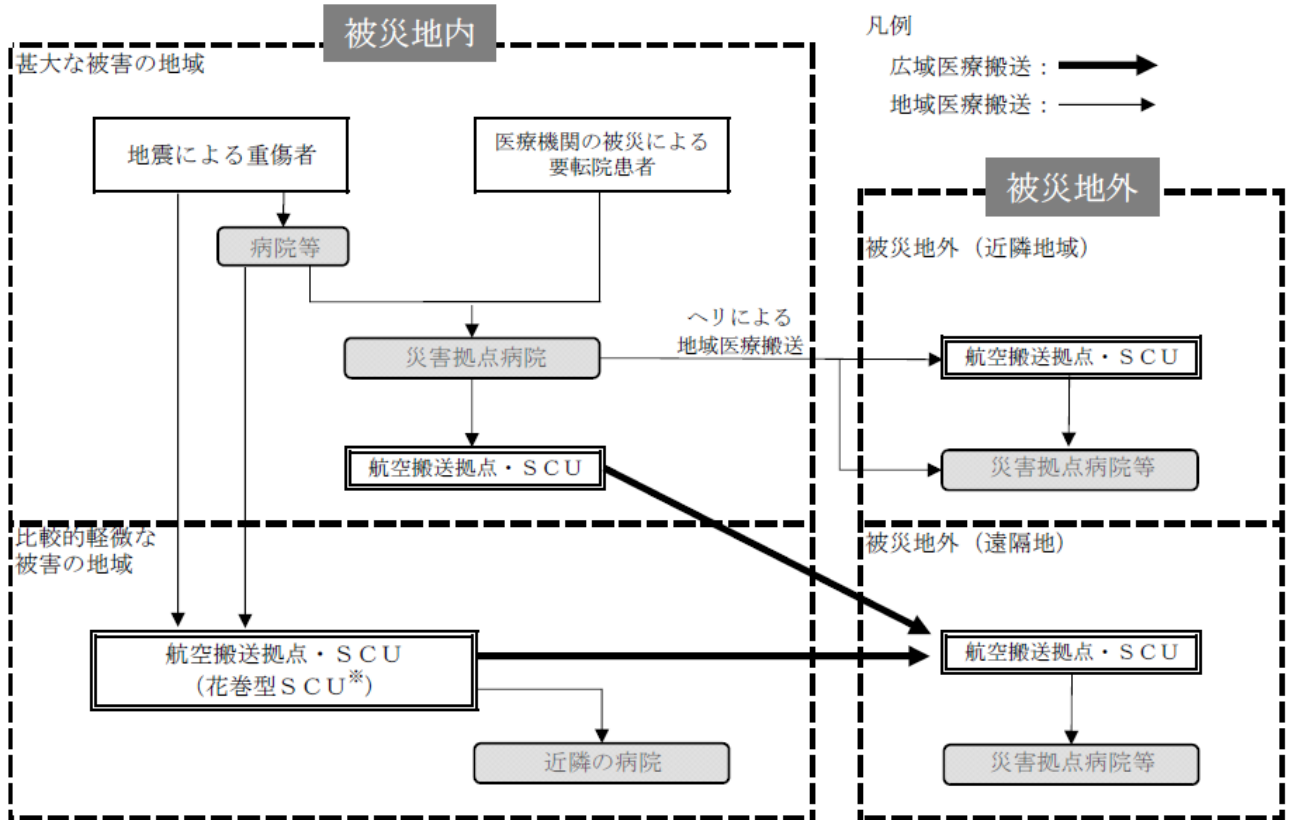 被災地内
甚大な被害の地域
地震による重傷者
医療機関の被災による
要転院患者
病院等
災害拠点病院
ヘリによる
地域医療搬送
航空搬送拠点・ＳＣＵ
比較的軽微な
被害の地域
航空搬送拠点・ＳＣＵ
（花巻型ＳＣＵ※）
近隣の病院
凡例
広域医療搬送：
地域医療搬送：
被災地外
被災地外（近隣地域）
航空搬送拠点・ＳＣＵ
災害拠点病院等
被災地外（遠隔地）
航空搬送拠点・ＳＣＵ
災害拠点病院等